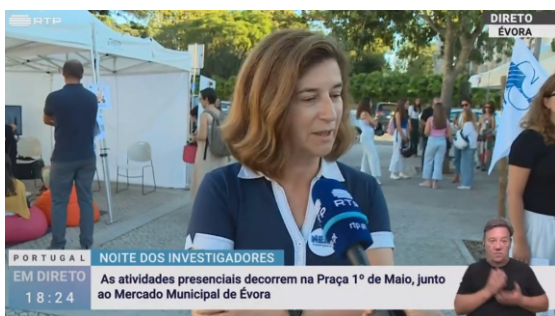 RTP
DIRETO
ÉVORA
RTP
rtp
PORTUGAL
NOITE DOS INVESTIGADORES
EM DIRETO
18:24
As atividades presenciais decorrem na Praça 1º de Maio, junto
ao Mercado Municipal de Évora